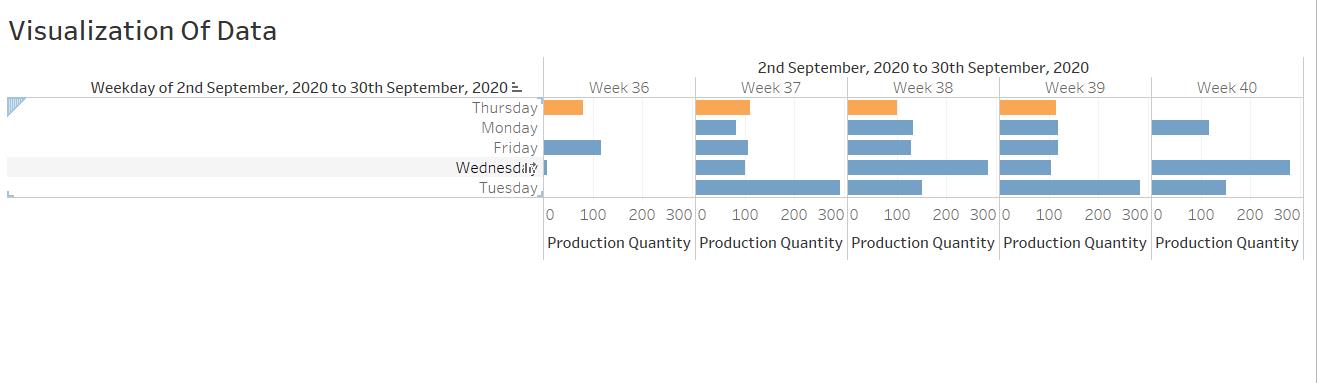 Visualization Of Data
2nd September, 2020 to 30th September, 2020
Weekday of 2nd September, 2020 to 30th September, 2020 Week 36 Week 37 Week 38 Week 39 Week 40
Thursday
Monday
Friday
Wednesday
Tuesday
0 100 200 300 0 100 200 300 0 100 200 300 0 100 200 300 0 100 200 300
Production Quantity Production Quantity Production Quantity Production Quantity Production Quantity